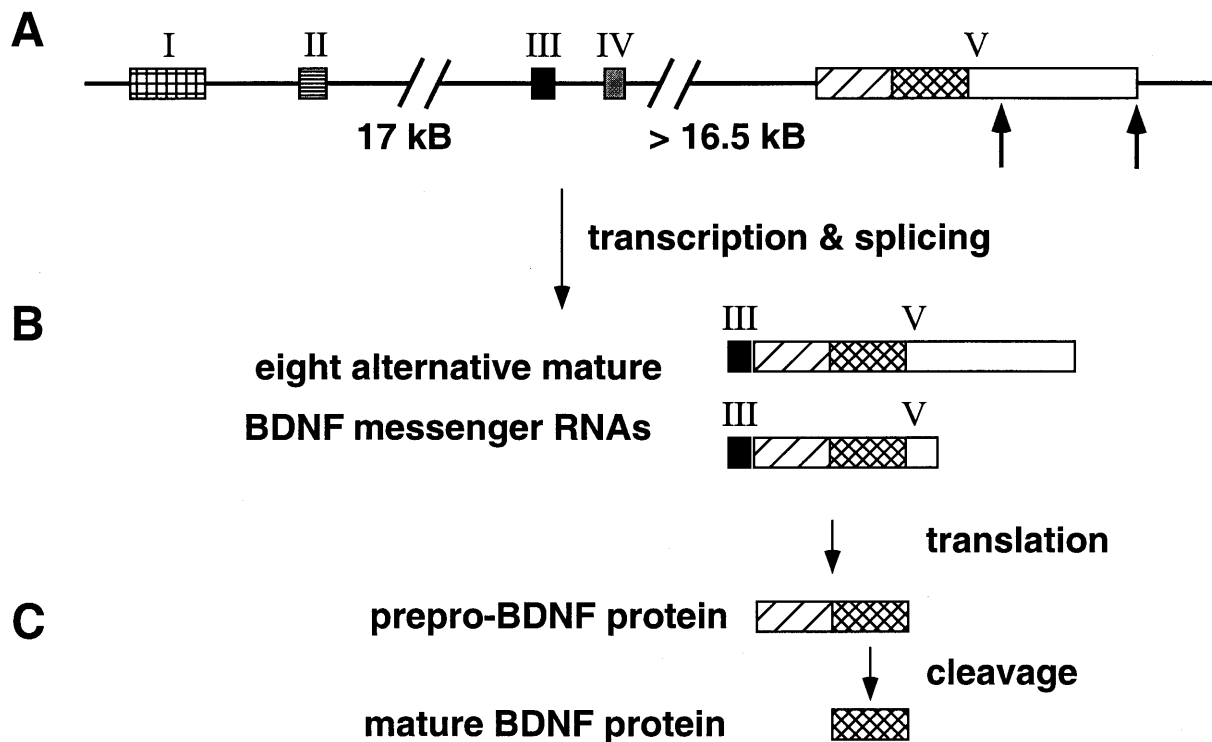 A
I II III IV V
17 kB > 16.5 kB
transcription & splicing
B
III V
eight alternative mature
BDNF messenger RNAs
III V
translation
C
prepro-BDNF protein
cleavage
mature BDNF protein